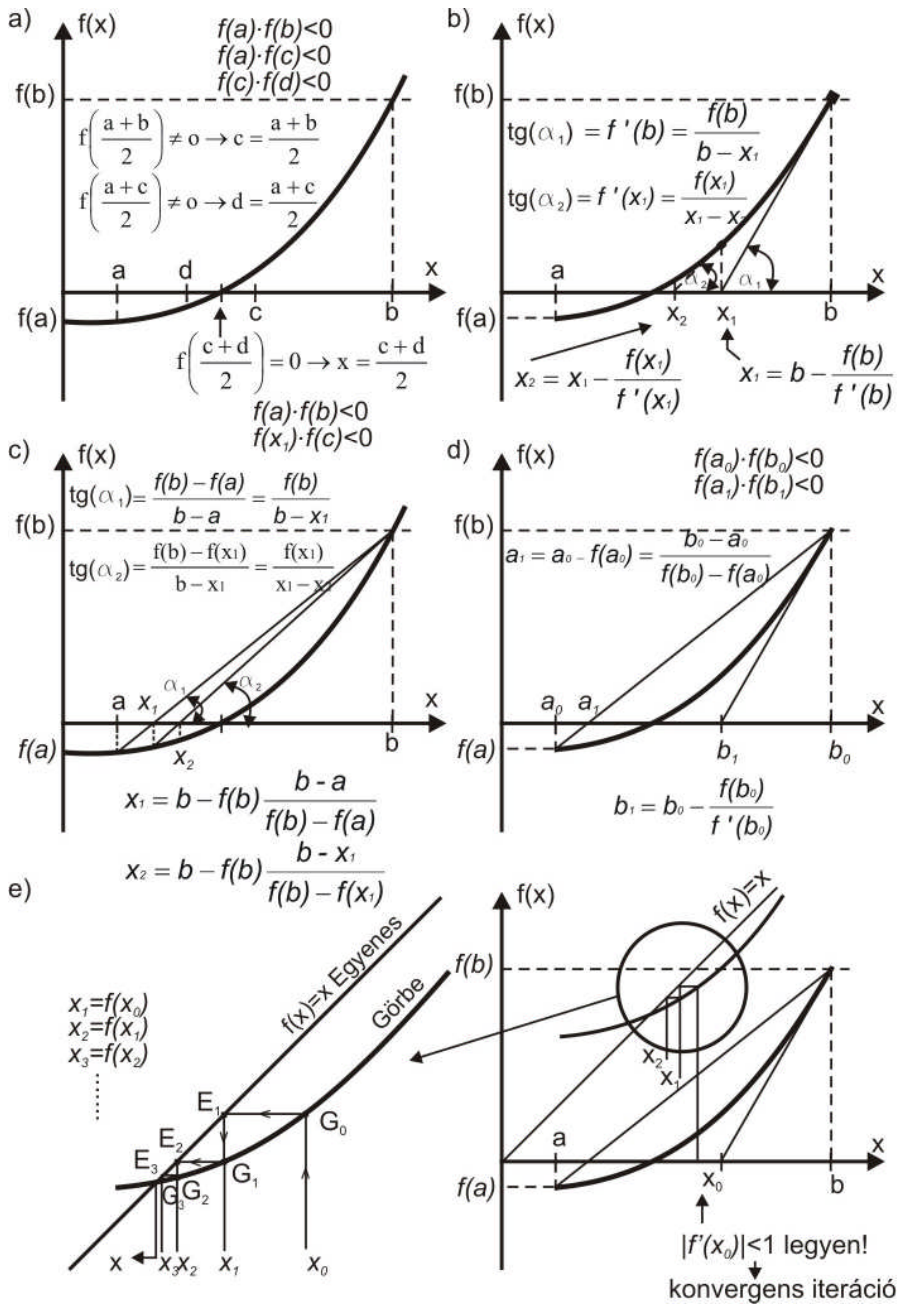 a)
f(x)
f(a)·f(b)<0
f(a)·f(c)<0
f(c)·f(d)<0
f(b)
f((a+b)/2) ≠ o → c = (a+b)/2
f((a+c)/2) ≠ o → d = (a+c)/2
a
d
c
b
x
f(a)
f((c+d)/2) = 0 → x = (c+d)/2
b)
f(x)
f(b)
tg(α₁) = f '(b) = f(b)/(b − x₁)
tg(α₂) = f '(x₁) = f(x₁)/(x₁ − x₂)
a
α₂
α₁
x
f(a)
x₂
x₁
b
x₂ = x₁ − f(x₁)/f '(x₁)
x₁ = b − f(b)/f '(b)
c)
f(x)
f(a)·f(b)<0
f(x₁)·f(c)<0
tg(α₁) = (f(b) − f(a))/(b − a) = f(b)/(b − x₁)
f(b)
tg(α₂) = (f(b) − f(x₁))/(b − x₁) = f(x₁)/(x₁ − x₂)
a
x₁
α₁
α₂
x
f(a)
x₂
b
x₁ = b − f(b) (b - a)/(f(b) − f(a))
x₂ = b − f(b) (b - x₁)/(f(b) − f(x₁))
d)
f(x)
f(a₀)·f(b₀)<0
f(a₁)·f(b₁)<0
f(b)
a₁ = a₀ − f(a₀) = (b₀ − a₀)/(f(b₀) − f(a₀))
a₀
a₁
x
f(a)
b₁
b₀
b₁ = b₀ − f(b₀)/f '(b₀)
e)
f(x)=x Egyenes
Görbe
x₁=f(x₀)
x₂=f(x₁)
x₃=f(x₂)
........
E₁
G₀
E₂
E₃
G₁
G₂
G₃
x
x₃
x₂
x₁
x₀
f(x)
f(x)=x
f(b)
x₂
x₁
a
x
f(a)
x₀
b
|f'(x₀)|<1 legyen!
konvergens iteráció